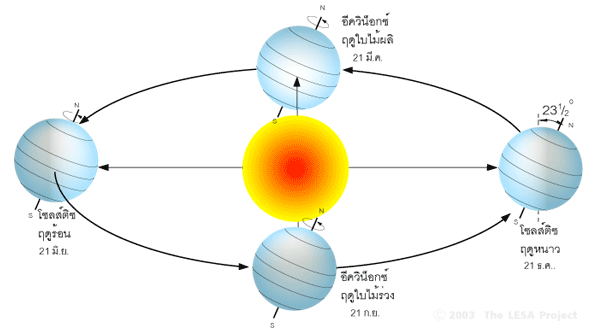 N
อีควิน็อกซ์
ฤดูใบไม้ผลิ
21 มี.ค.
S
N
S
โซลส์ติซ
ฤดูร้อน
21 มิ.ย.
23½°
N
S
โซลส์ติซ
ฤดูหนาว
21 ธ.ค..
N
อีควิน็อกซ์
ฤดูใบไม้ร่วง
21 ก.ย.
S
© 2003 The LESA Project